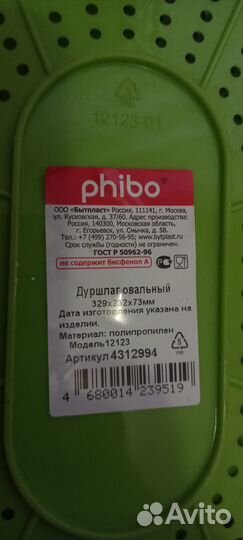 12123-01
phibo
ООО «Бытпласт» Россия, 111141, г. Москва,
ул. Кусковская, д. 37/60. Адрес производства:
Россия, 140300, Московская область,
г. Егорьевск, ул. Смычка, д. 58.
Тел.: +7 (499) 270-56-95; www.bytplast.ru
Срок службы (годности) не ограничен.
ГОСТ Р 50962-96
не содержит бисфенол А
Дуршлаг овальный
329х232х73мм
Дата изготовления указана на
изделии.
Материал: полипропилен
Модель12123
Артикул 4312994
5
4 680014 239519
Avito